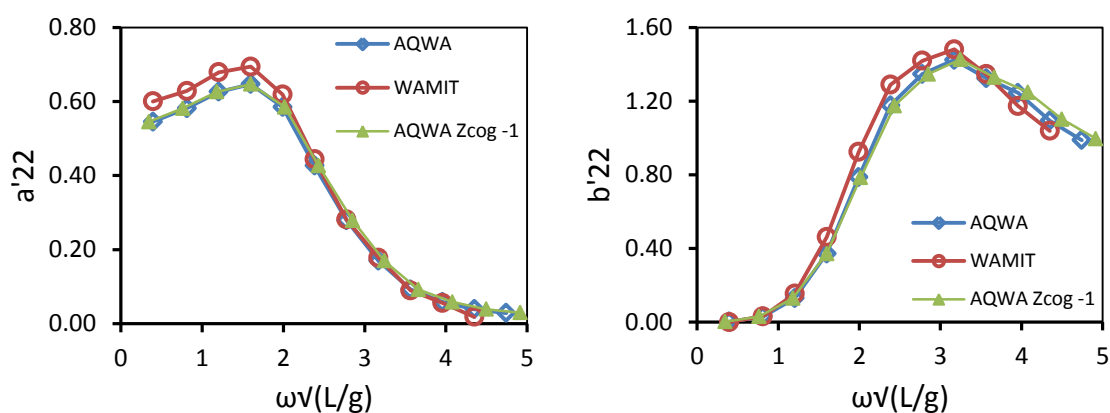 0.80
0.60
0.40
0.20
0.00
a'22
AQWA
WAMIT
AQWA Zcog -1
0 1 2 3 4 5
ω√(L/g)
1.60
1.20
0.80
0.40
0.00
b'22
AQWA
WAMIT
AQWA Zcog -1
0 1 2 3 4 5
ω√(L/g)